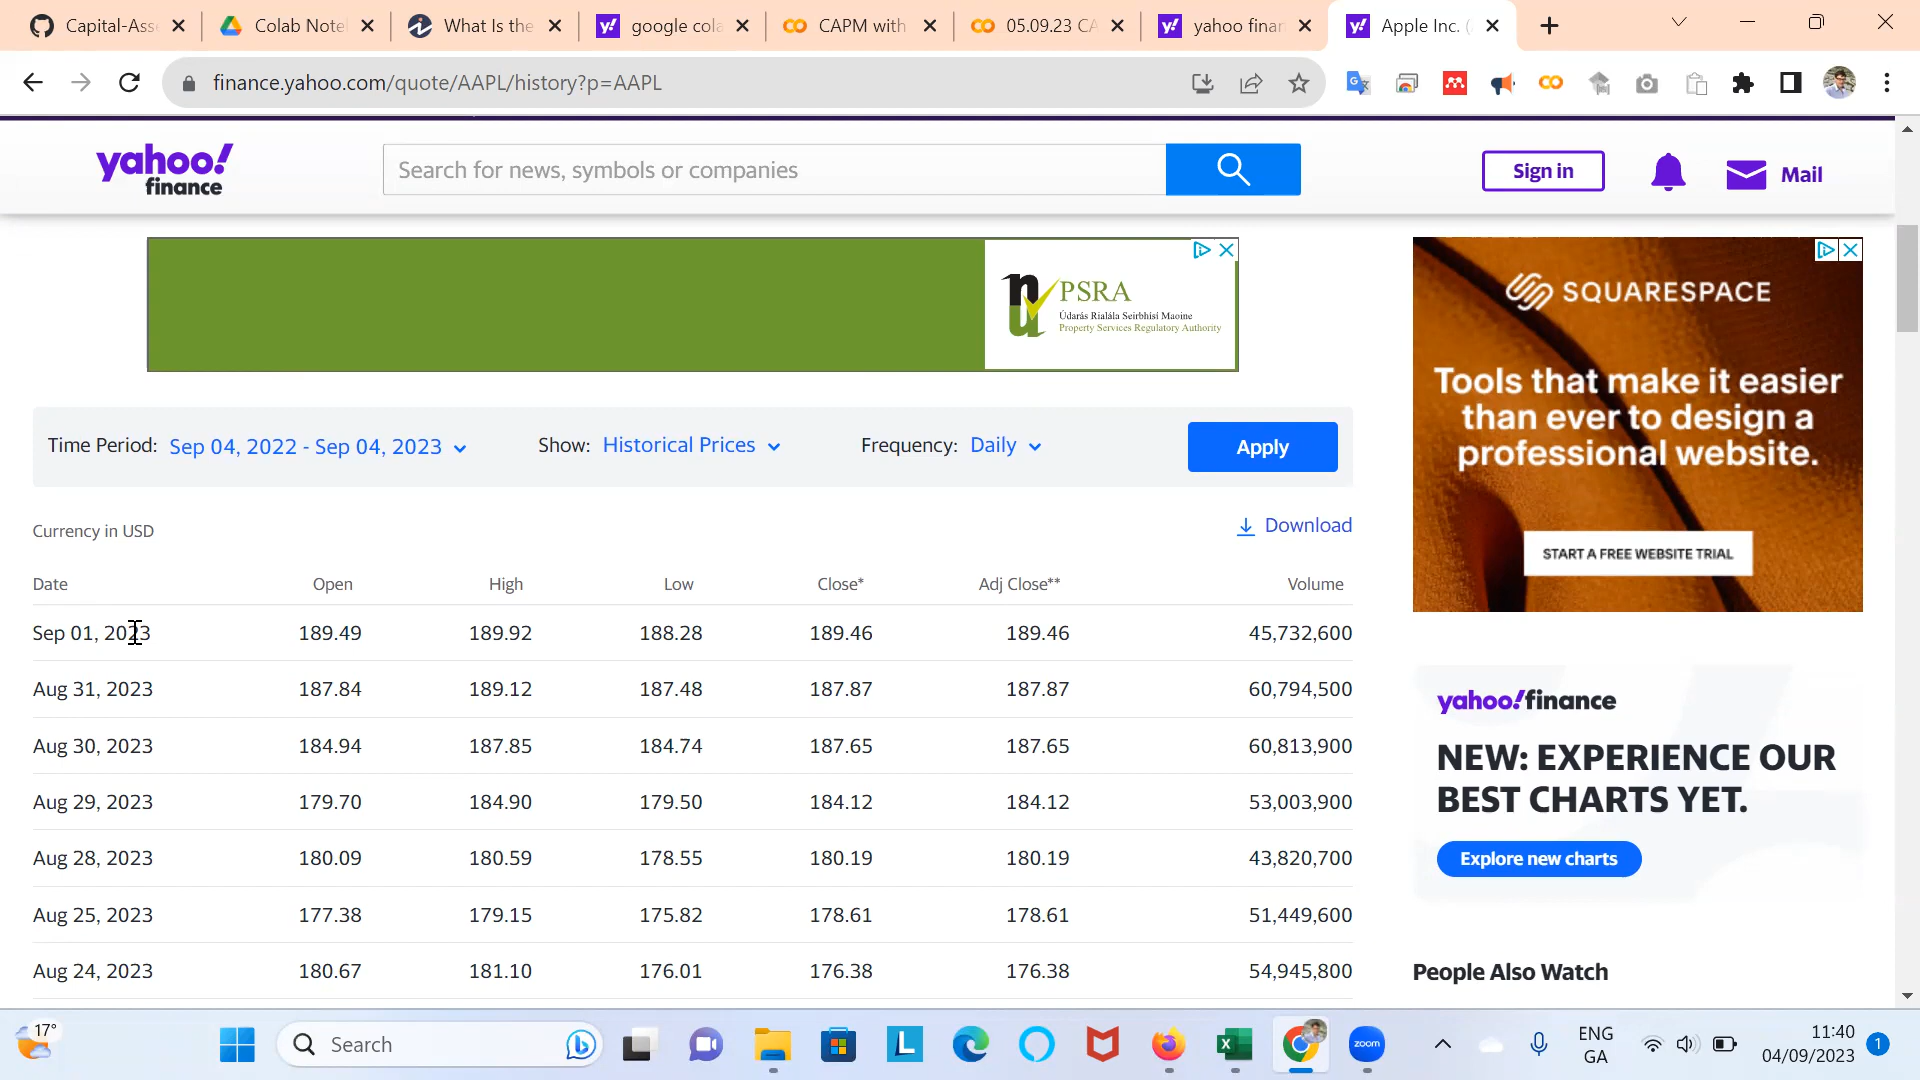 Capital-Ass
Colab Note
What Is the
google cola
CAPM with
05.09.23 CA
yahoo finan
Apple Inc. (
finance.yahoo.com/quote/AAPL/history?p=AAPL
yahoo!
finance
Search for news, symbols or companies
Sign in
Mail
PSRA
Údarás Rialála Seirbhísí Maoine
Property Services Regulatory Authority
SQUARESPACE
Tools that make it easier
than ever to design a
professional website.
START A FREE WEBSITE TRIAL
Time Period: Sep 04, 2022 - Sep 04, 2023 Show: Historical Prices Frequency: Daily Apply
Currency in USD
Download
Date Open High Low Close* Adj Close** Volume
Sep 01, 2023 189.49 189.92 188.28 189.46 189.46 45,732,600
Aug 31, 2023 187.84 189.12 187.48 187.87 187.87 60,794,500
Aug 30, 2023 184.94 187.85 184.74 187.65 187.65 60,813,900
Aug 29, 2023 179.70 184.90 179.50 184.12 184.12 53,003,900
Aug 28, 2023 180.09 180.59 178.55 180.19 180.19 43,820,700
Aug 25, 2023 177.38 179.15 175.82 178.61 178.61 51,449,600
Aug 24, 2023 180.67 181.10 176.01 176.38 176.38 54,945,800
yahoo!finance
NEW: EXPERIENCE OUR
BEST CHARTS YET.
Explore new charts
People Also Watch
17°
Search
L
zoom
ENG
GA
11:40
04/09/2023
1